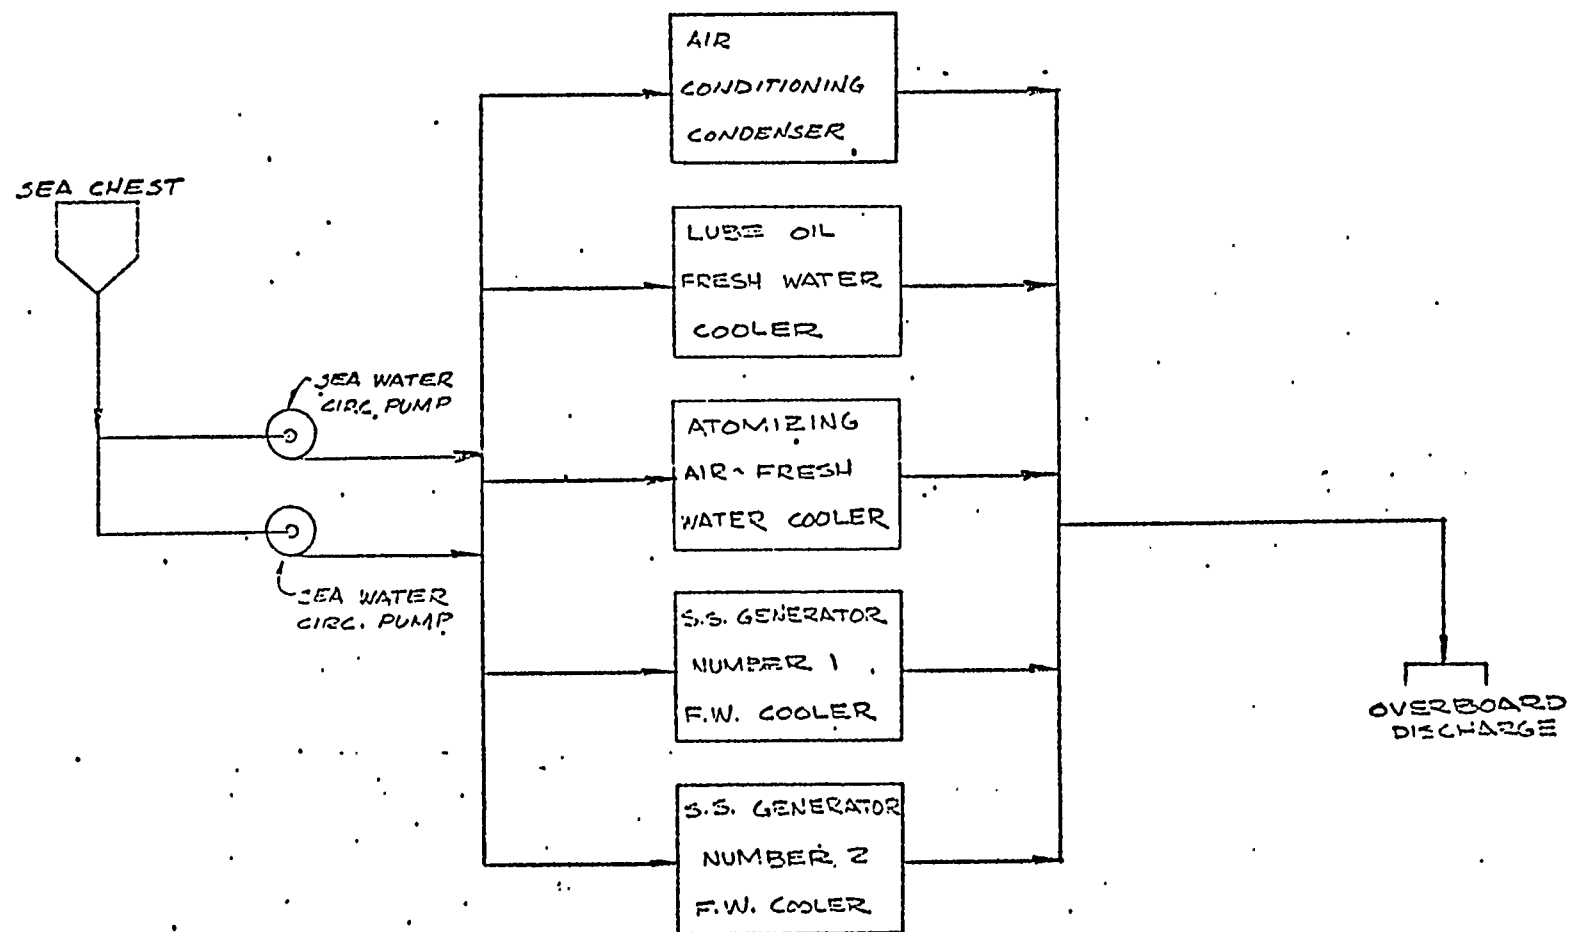 AIR
CONDITIONING
CONDENSER
SEA CHEST
LUBE OIL
FRESH WATER
COOLER
SEA WATER
CIRC. PUMP
ATOMIZING
AIR - FRESH
WATER COOLER
SEA WATER
CIRC. PUMP
S.S. GENERATOR
NUMBER 1
F.W. COOLER
OVERBOARD
DISCHARGE
S.S. GENERATOR
NUMBER 2
F.W. COOLER